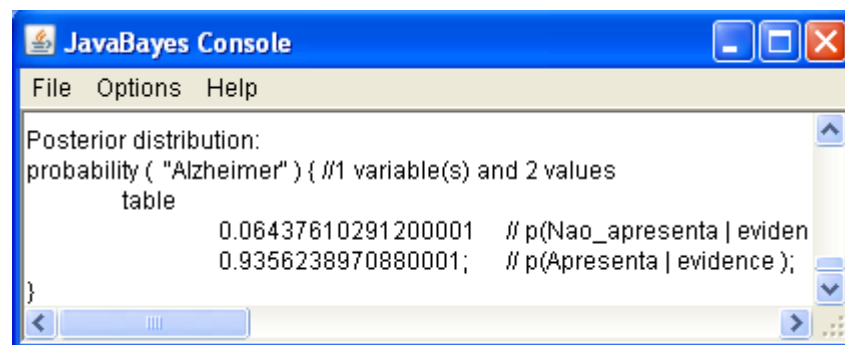 JavaBayes Console
File Options Help
Posterior distribution:
probability ( "Alzheimer" ) { //1 variable(s) and 2 values
table
0.06437610291200001 // p(Nao_apresenta | eviden
0.9356238970880001; // p(Apresenta | evidence );
}